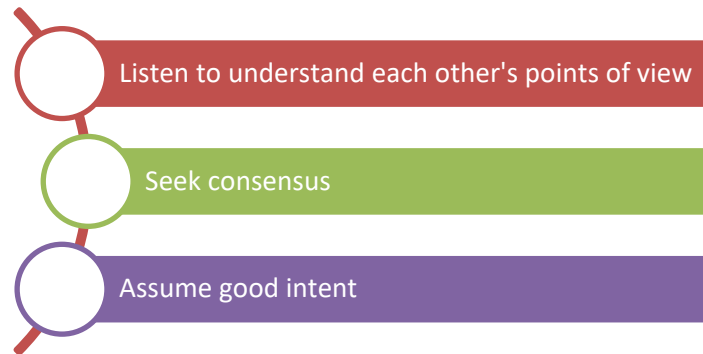 Listen to understand each other's points of view
Seek consensus
Assume good intent